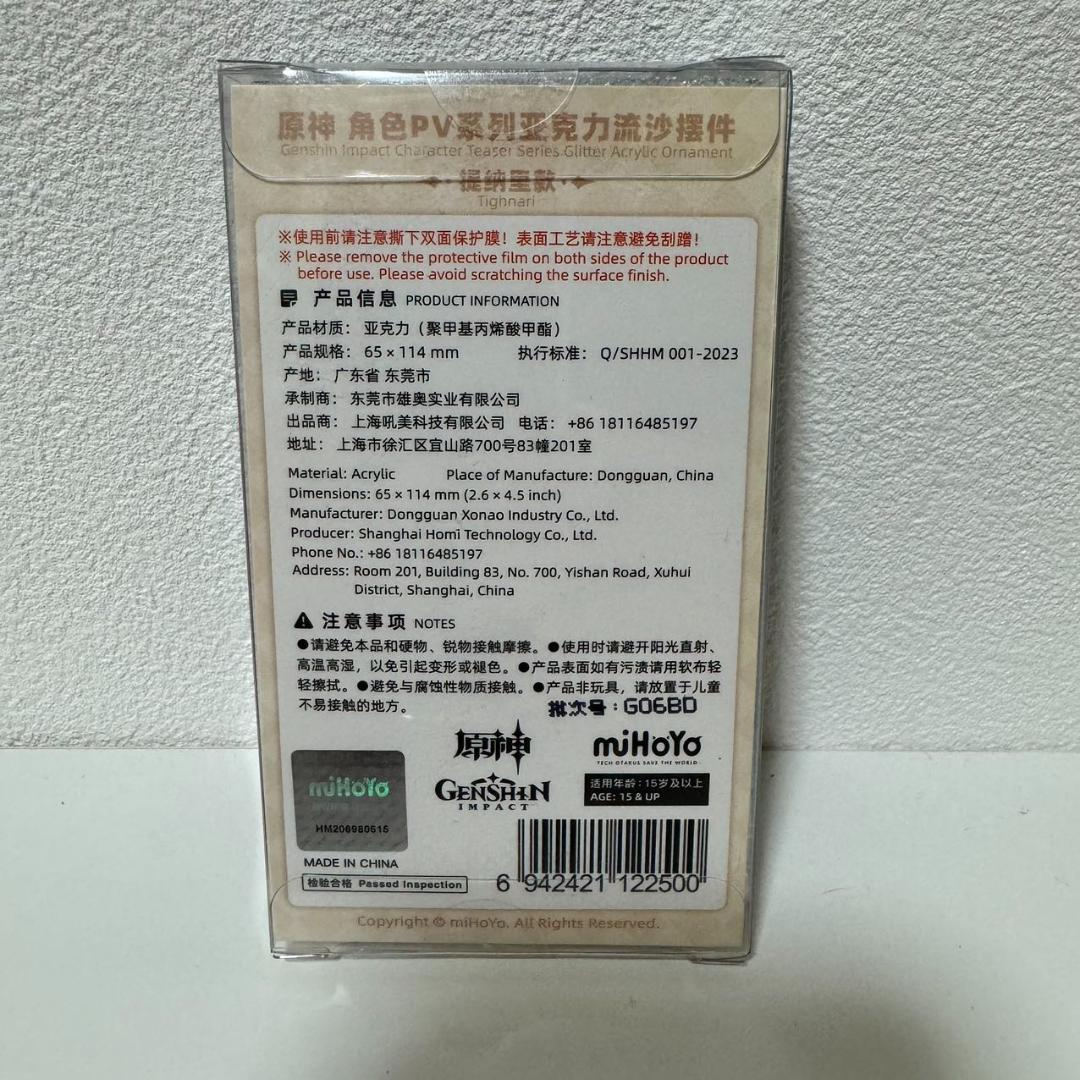 原神 角色PV系列亚克力流沙摆件
Genshin Impact Character Teaser Series Glitter Acrylic Ornament
提纳里款
Tighnari
※使用前请注意撕下双面保护膜！表面工艺请注意避免刮蹭！
※ Please remove the protective film on both sides of the product
before use. Please avoid scratching the surface finish.
产品信息 PRODUCT INFORMATION
产品材质： 亚克力（聚甲基丙烯酸甲酯）
产品规格： 65 × 114 mm 执行标准： Q/SHHM 001-2023
产地： 广东省 东莞市
承制商： 东莞市雄奥实业有限公司
出品商： 上海吼美科技有限公司 电话： +86 18116485197
地址： 上海市徐汇区宜山路700号83幢201室
Material: Acrylic Place of Manufacture: Dongguan, China
Dimensions: 65 × 114 mm (2.6 × 4.5 inch)
Manufacturer: Dongguan Xonao Industry Co., Ltd.
Producer: Shanghai Homi Technology Co., Ltd.
Phone No.: +86 18116485197
Address: Room 201, Building 83, No. 700, Yishan Road, Xuhui
District, Shanghai, China
注意事项 NOTES
●请避免本品和硬物、锐物接触摩擦。●使用时请避开阳光直射、
高温高湿，以免引起变形或褪色。●产品表面如有污渍请用软布轻
轻擦拭。●避免与腐蚀性物质接触。●产品非玩具，请放置于儿童
不易接触的地方。
批次号：G06BD
原神
GENSHIN
IMPACT
miHoYo
TECH OTAKUS SAVE THE WORLD
适用年龄：15岁及以上
AGE: 15 & UP
miHoYo
HM206980615
MADE IN CHINA
检验合格 Passed Inspection
6 942421 122500
Copyright © miHoYo. All Rights Reserved.